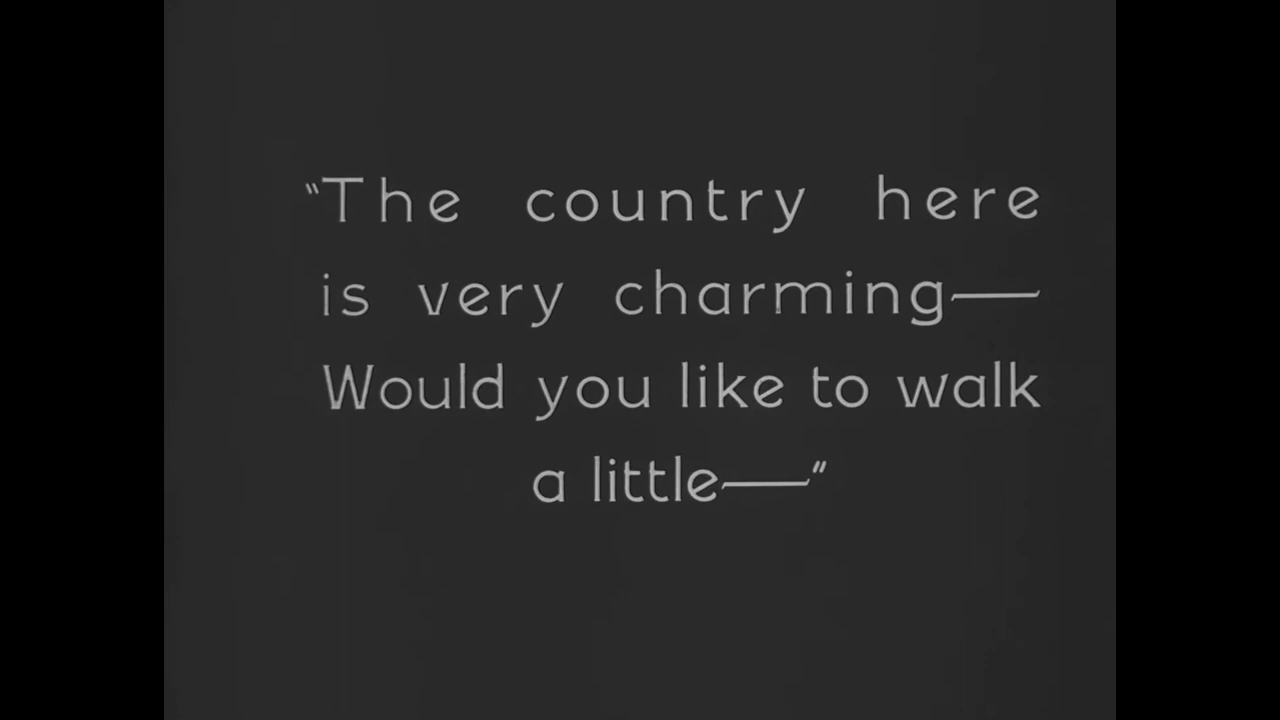 "The country here
is very charming—
Would you like to walk
a little—"